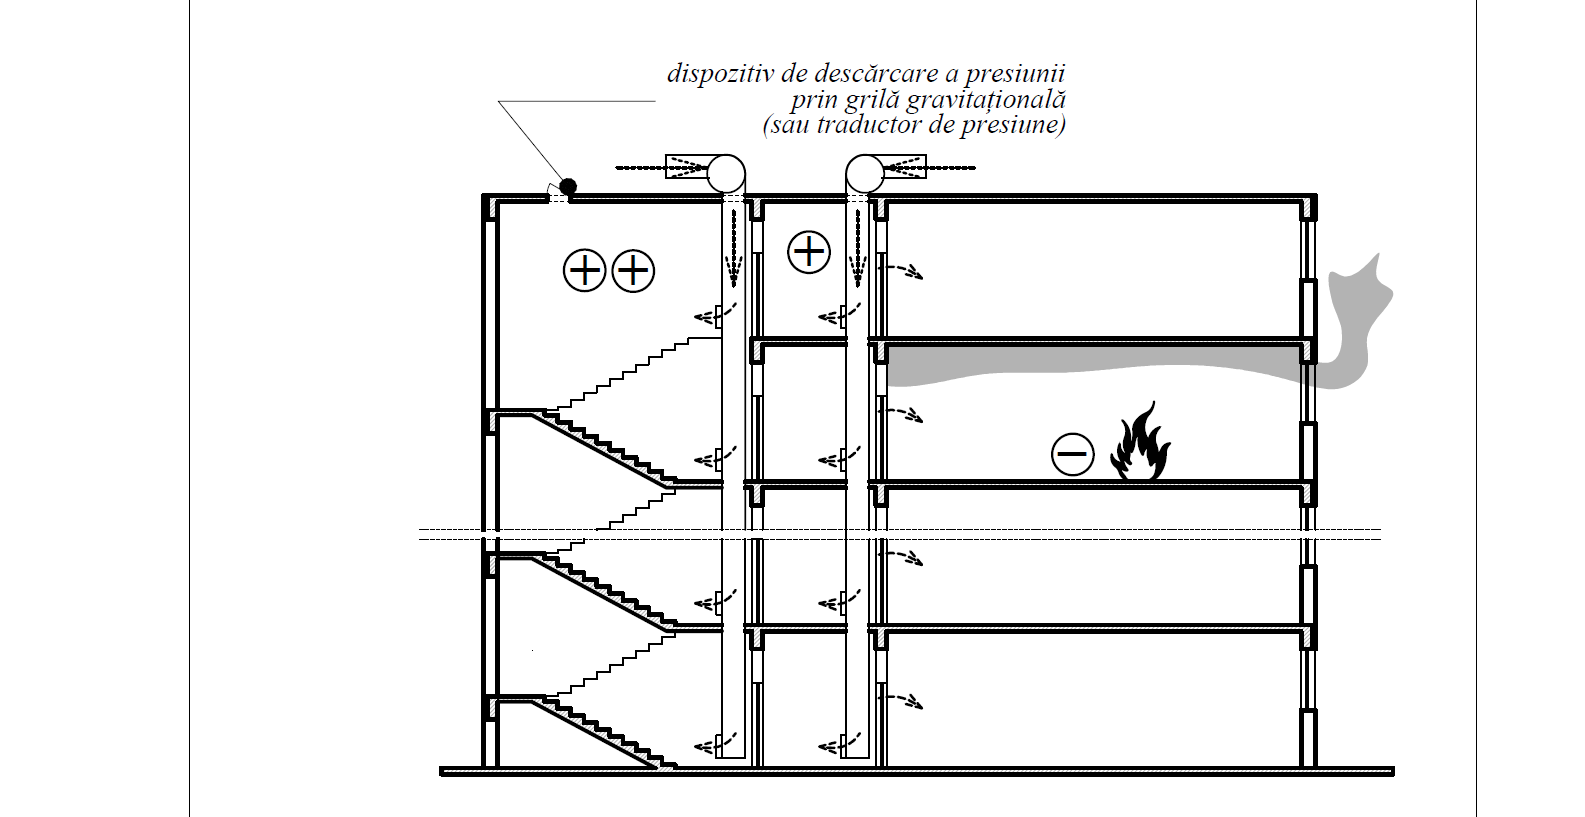 dispozitiv de descărcare a presiunii
prin grilă gravitațională
(sau traductor de presiune)